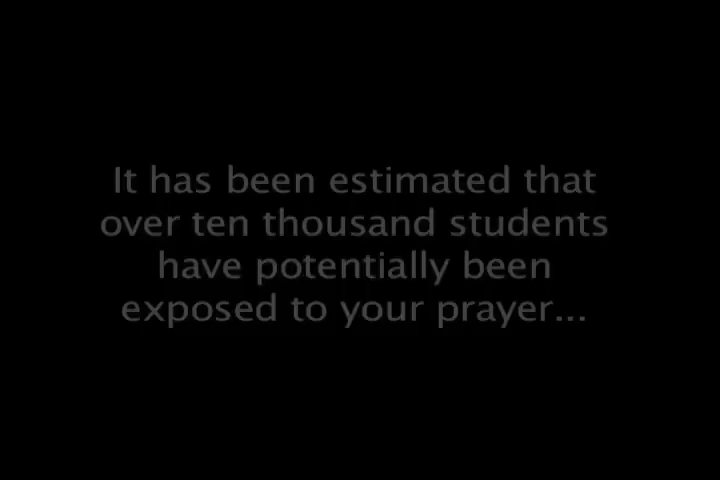 It has been estimated that
over ten thousand students
have potentially been
exposed to your prayer...